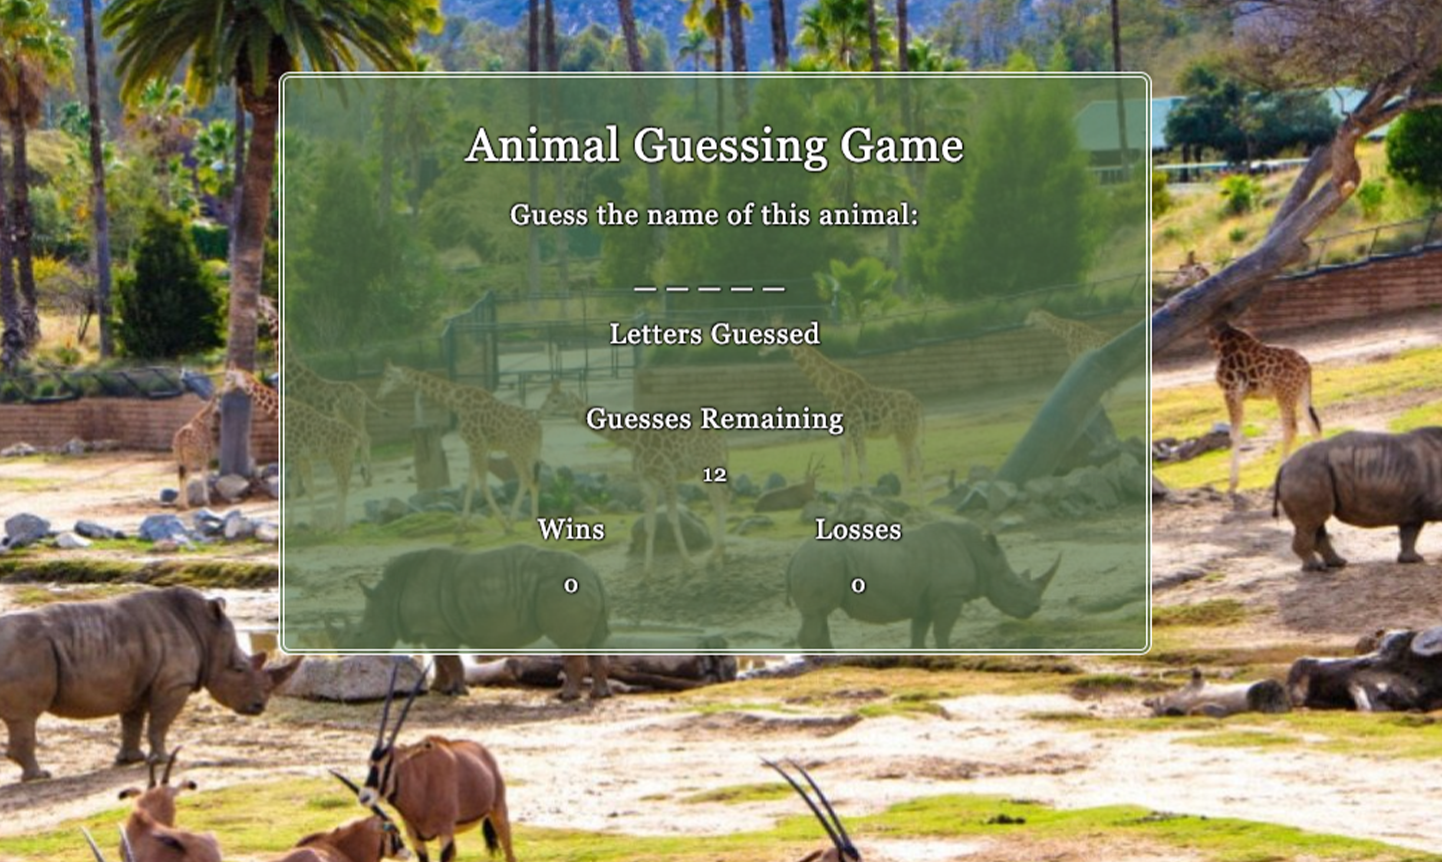 Animal Guessing Game
Guess the name of this animal:
_ _ _ _ _
Letters Guessed
Guesses Remaining
12
Wins Losses
0 0